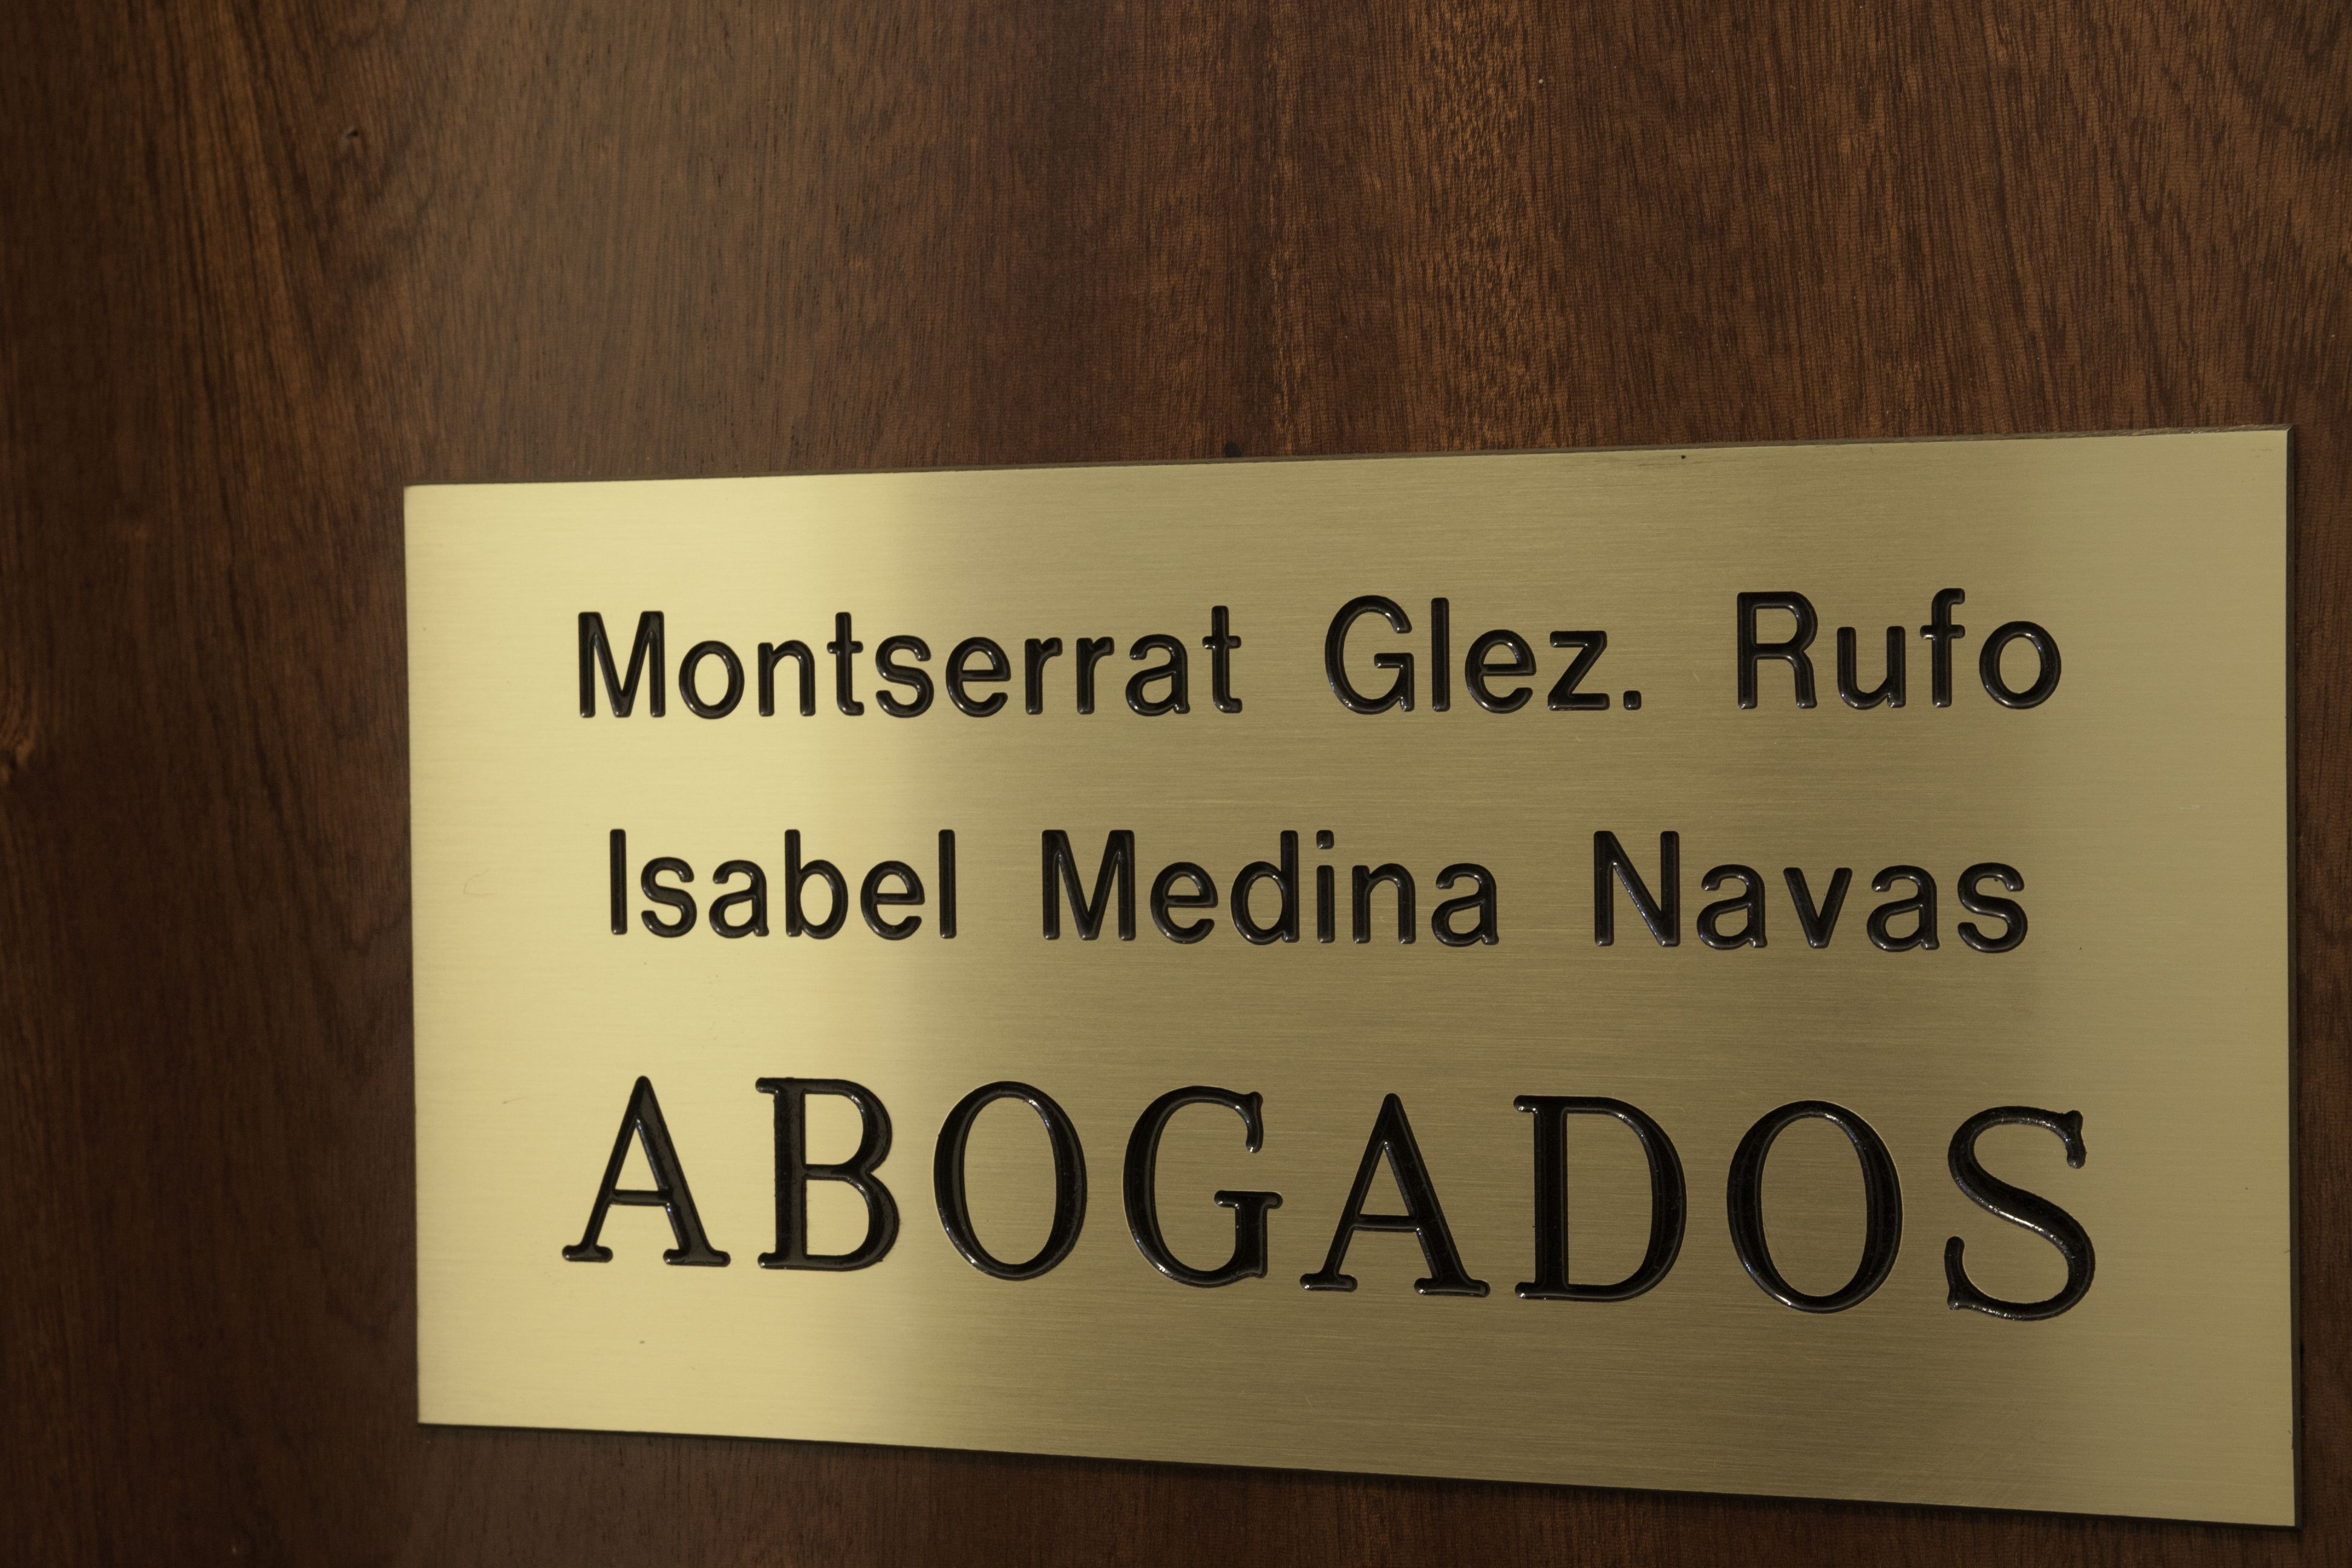 Montserrat Glez. Rufo
Isabel Medina Navas
ABOGADOS